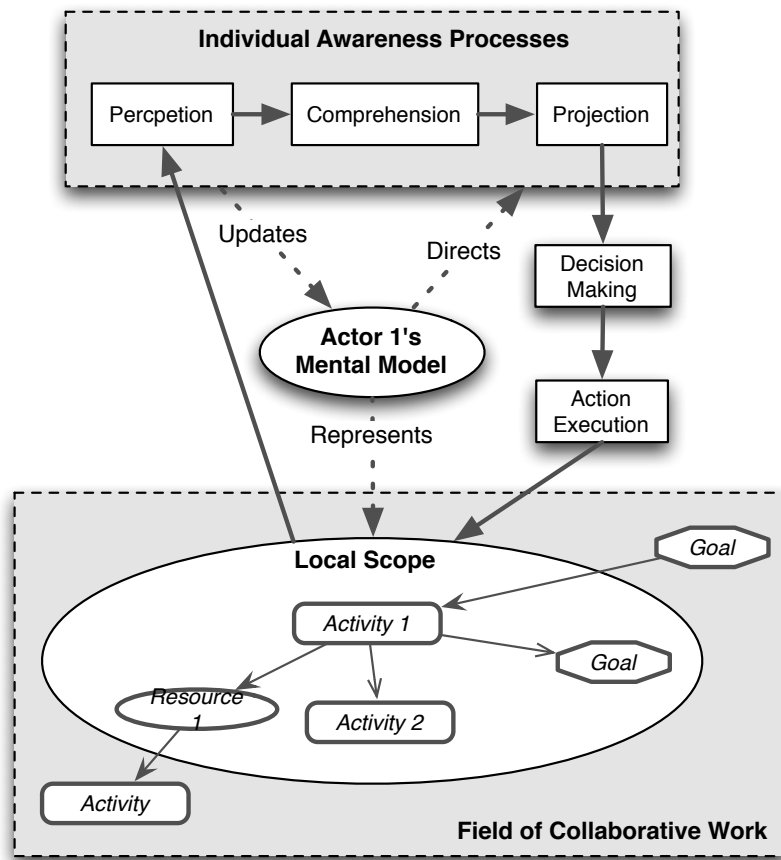 Individual Awareness Processes
Percpetion
Comprehension
Projection
Updates
Directs
Decision
Making
Actor 1's
Mental Model
Action
Execution
Represents
Local Scope
Goal
Activity 1
Goal
Resource
1
Activity 2
Activity
Field of Collaborative Work